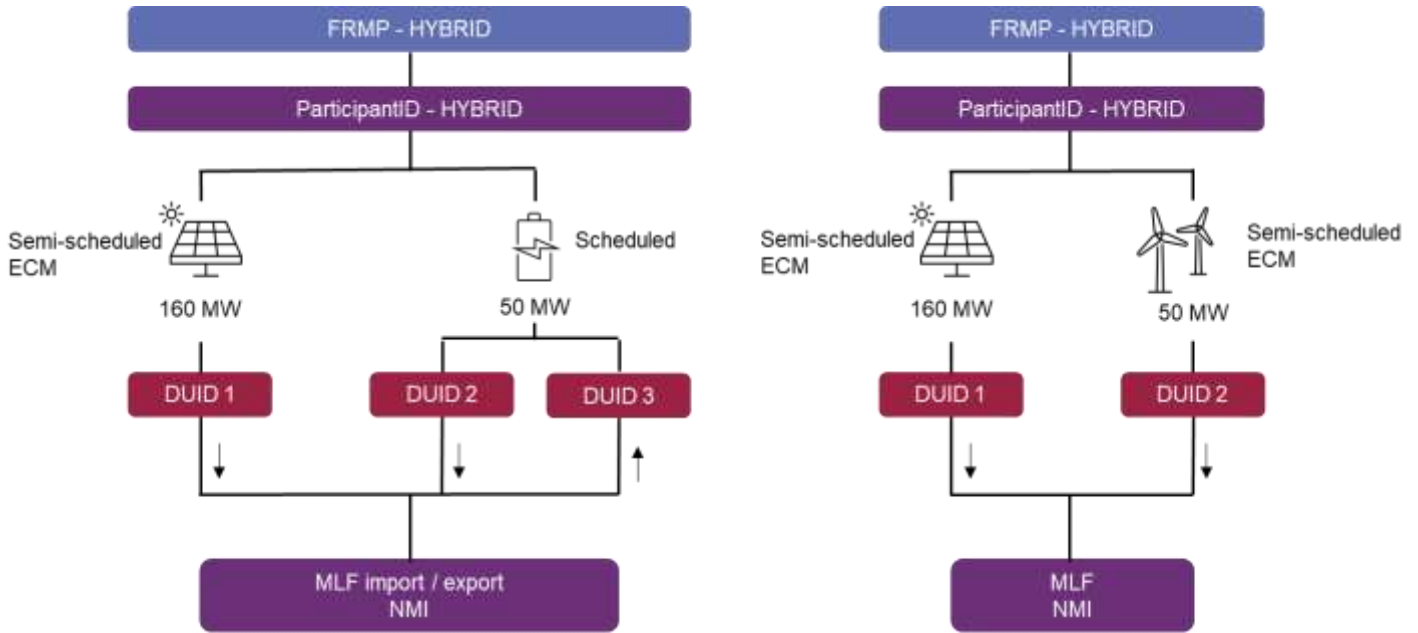 FRMP - HYBRID
ParticipantID - HYBRID
Semi-scheduled
ECM
160 MW
Scheduled
50 MW
DUID 1
DUID 2
DUID 3
MLF import / export
NMI
FRMP - HYBRID
ParticipantID - HYBRID
Semi-scheduled
ECM
160 MW
Semi-scheduled
ECM
50 MW
DUID 1
DUID 2
MLF
NMI